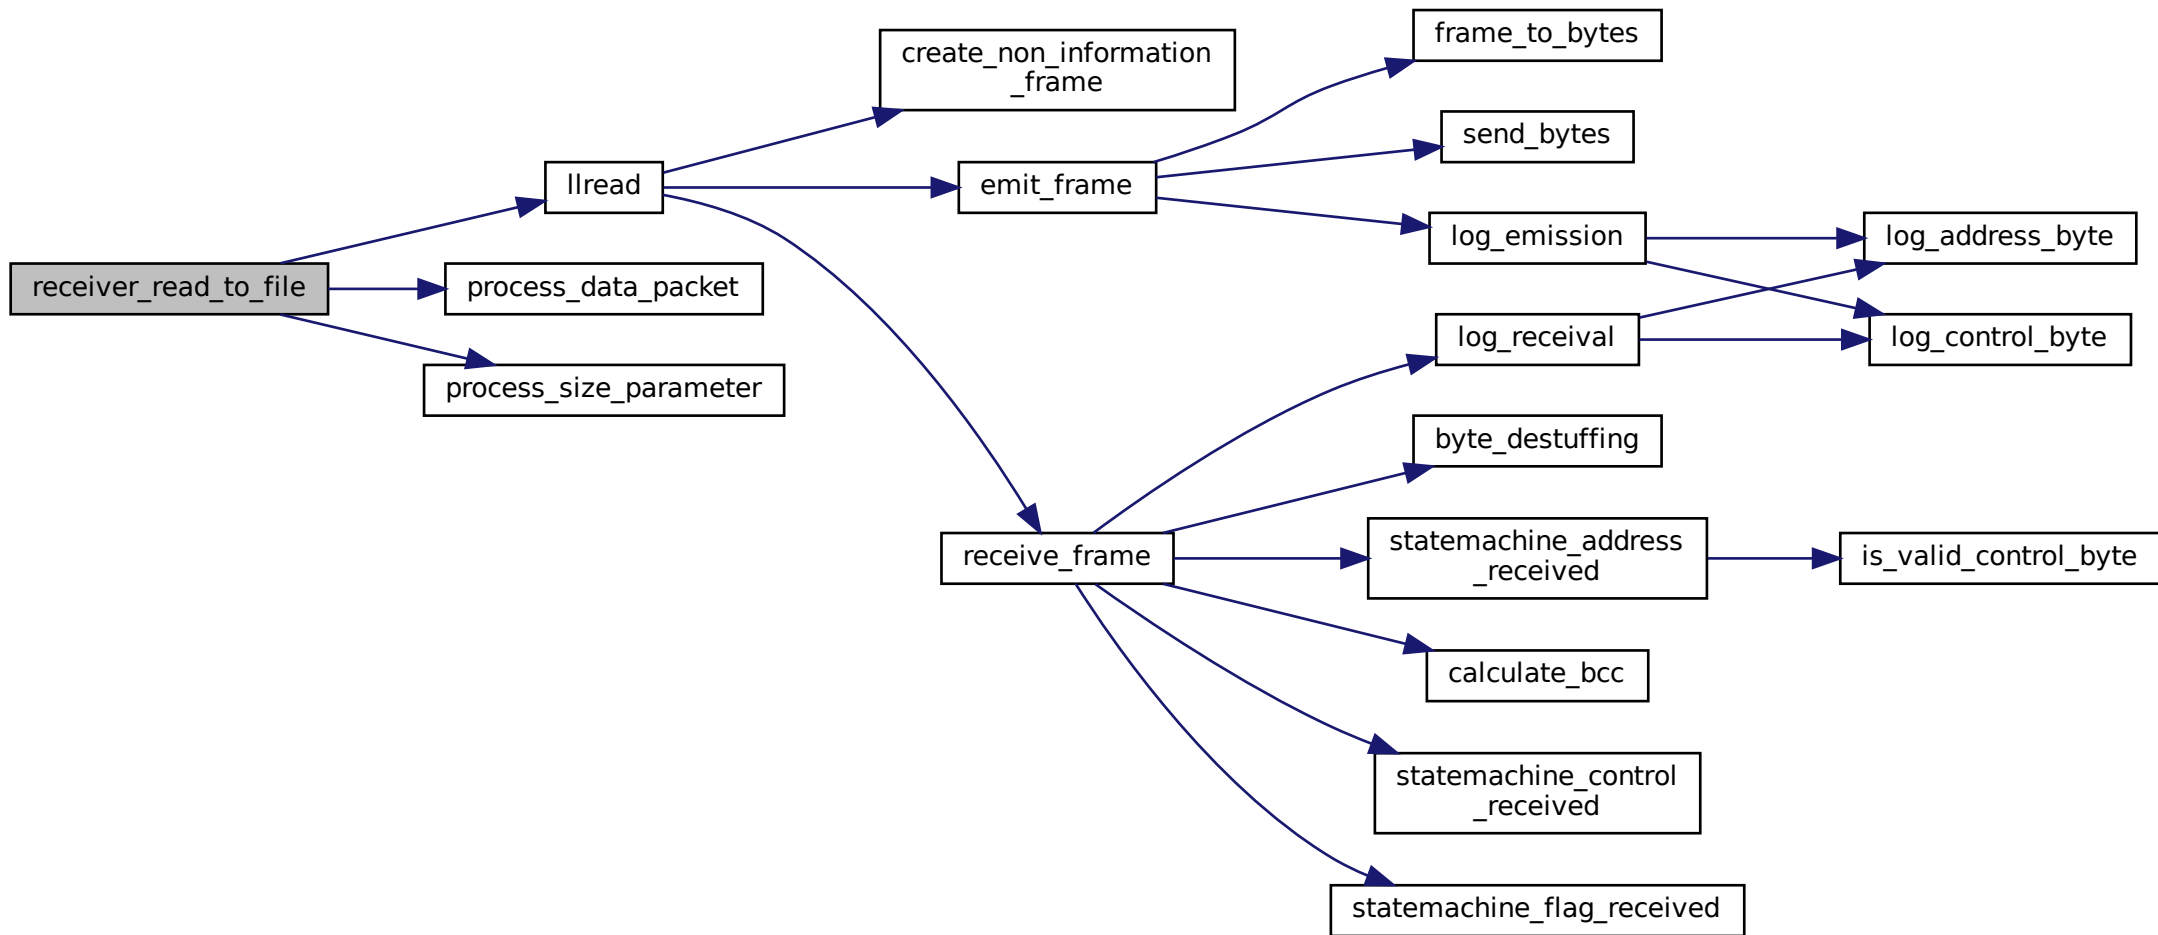 frame_to_bytes
create_non_information
_frame
send_bytes
llread
emit_frame
log_emission
log_address_byte
receiver_read_to_file
process_data_packet
log_receival
log_control_byte
process_size_parameter
byte_destuffing
receive_frame
statemachine_address
_received
is_valid_control_byte
calculate_bcc
statemachine_control
_received
statemachine_flag_received